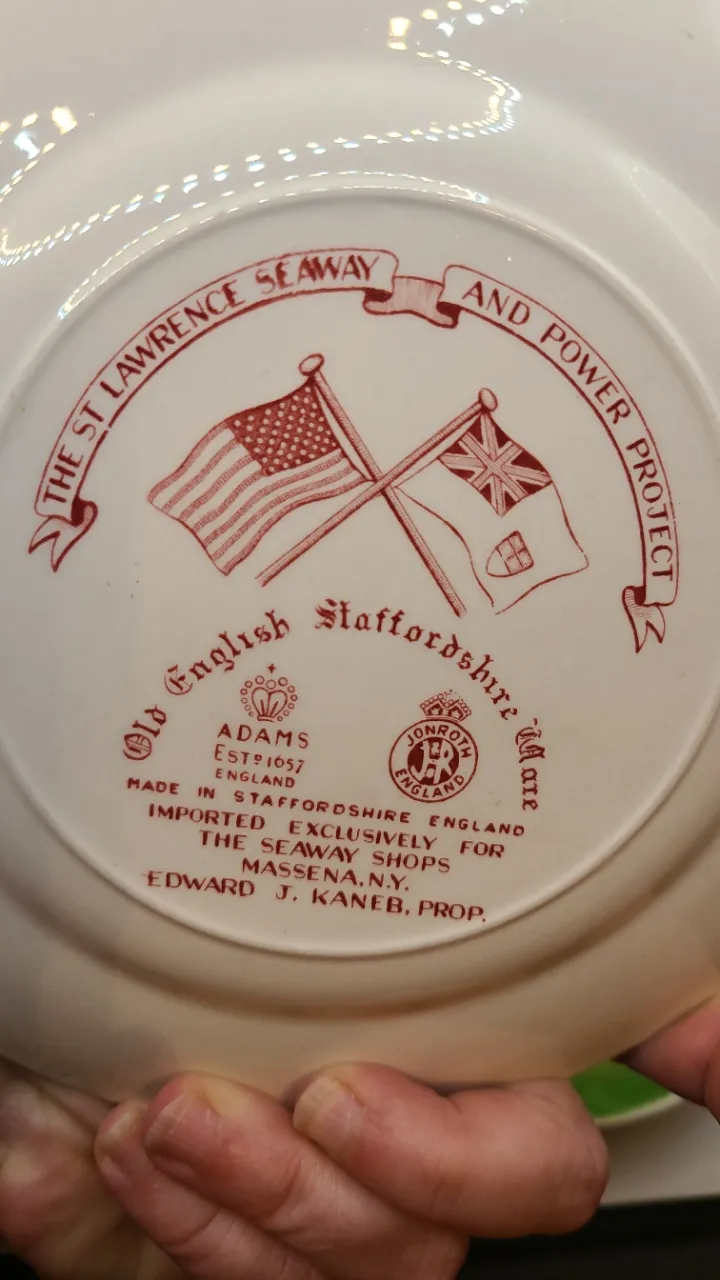 THE ST LAWRENCE SEAWAY AND POWER PROJECT
Old English Staffordshire Ware
ADAMS
ESTD 1657
ENGLAND
JONROTH
JR
ENGLAND
MADE IN STAFFORDSHIRE ENGLAND
IMPORTED EXCLUSIVELY FOR
THE SEAWAY SHOPS
MASSENA, N.Y.
EDWARD J. KANEB, PROP.